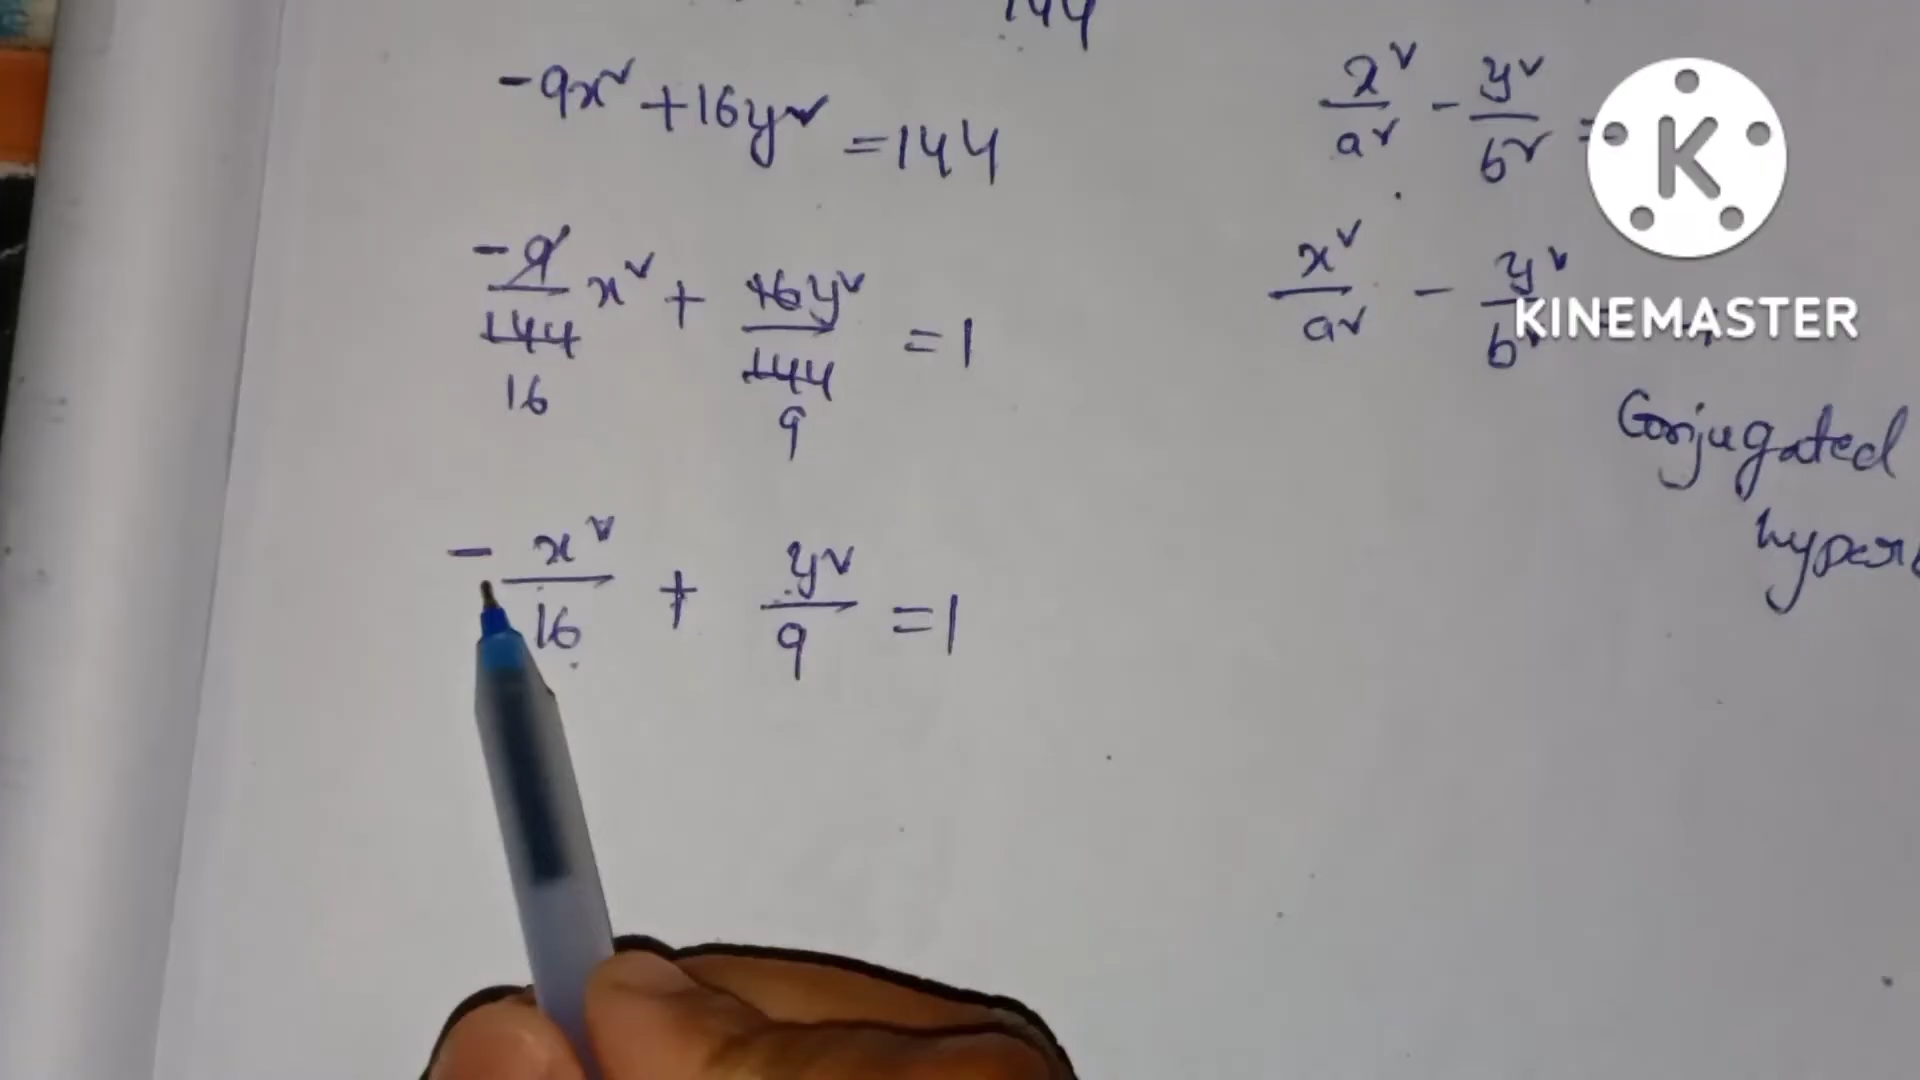 144
-9x² + 16y² = 144
-9/144 x² + 16y²/144 = 1
16 9
-x²/16 + y²/9 = 1
x²/a² - y²/b² =
x²/a² - y²/b² =
Conjugated
K
KINEMASTER